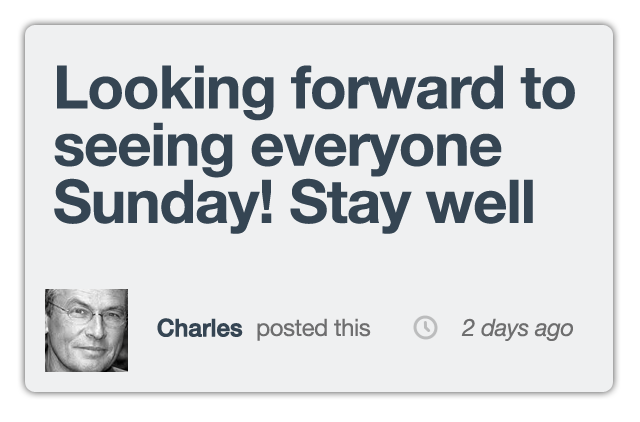 Looking forward to
seeing everyone
Sunday! Stay well
Charles posted this 2 days ago